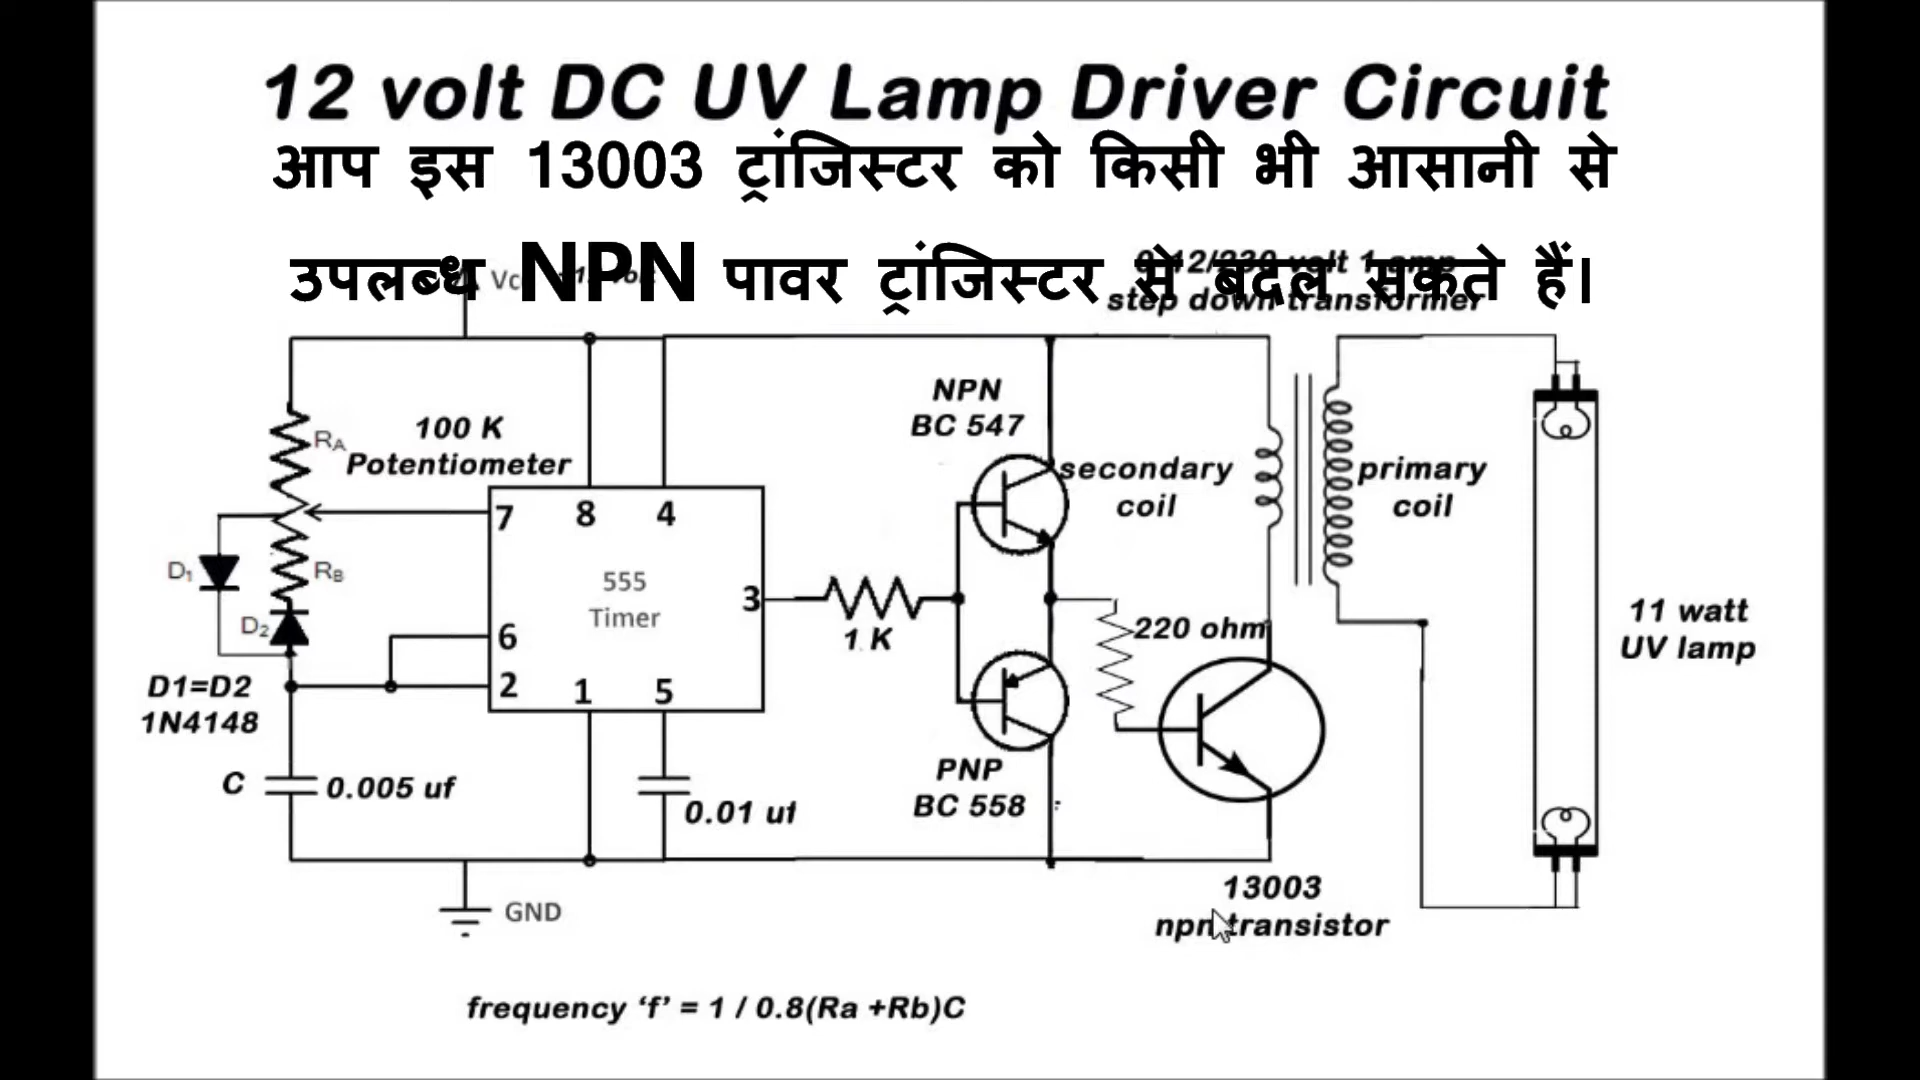 12 volt DC UV Lamp Driver Circuit
आप इस 13003 ट्रांजिस्टर को किसी भी आसानी से
उपलब्ध NPN पावर ट्रांजिस्टर से बदल सकते हैं।
step down transformer
100 K
Potentiometer
RA
RB
D1
D2
D1=D2
1N4148
C
0.005 uf
7
8
4
555
Timer
3
6
2
1
5
0.01 uf
GND
1 K
NPN
BC 547
PNP
BC 558
220 ohm
secondary
coil
primary
coil
13003
npn transistor
11 watt
UV lamp
frequency ‘f’ = 1 / 0.8(Ra +Rb)C